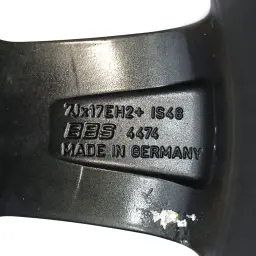 7Jx17EH2+ IS48
BBS 4474
MADE IN GERMANY